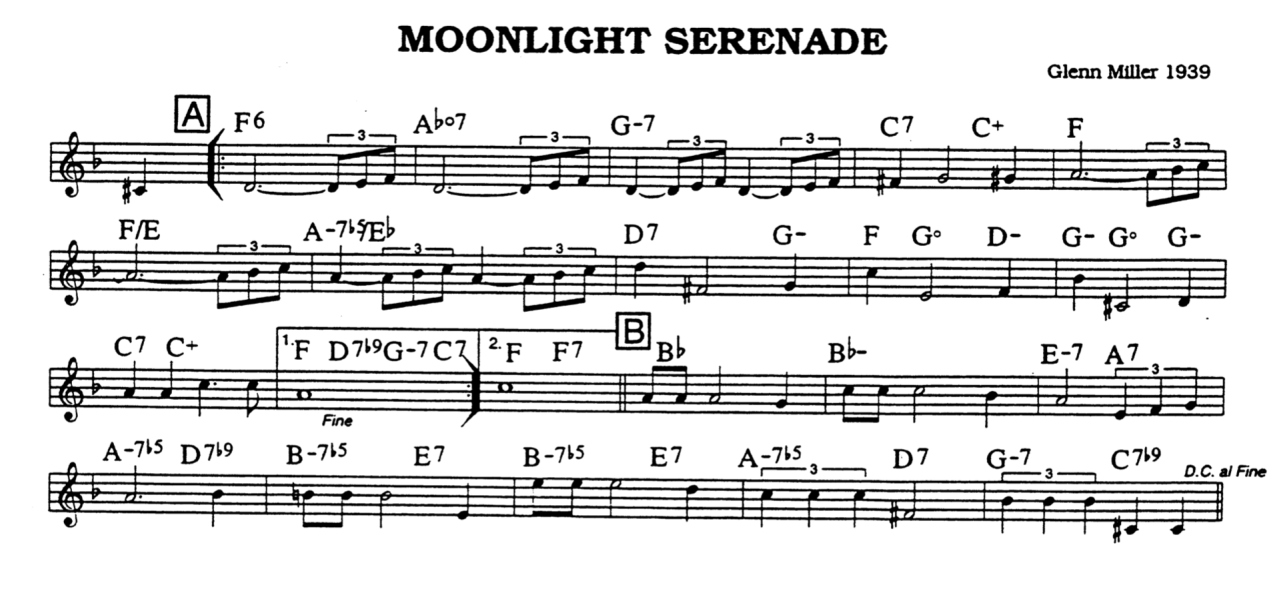 MOONLIGHT SERENADE
Glenn Miller 1939
A
F6 A♭°7 G-7 C7 C+ F
3 3 3 3 3
F/E A-7♭5/E♭ D7 G- F G° D- G- G° G-
3 3 3
B
C7 C+ 1. F D7♭9 G-7 C7 2. F F7 B♭ B♭- E-7 A7
3
Fine
A-7♭5 D7♭9 B-7♭5 E7 B-7♭5 E7 A-7♭5 D7 G-7 C7♭9
D.C. al Fine
3 3